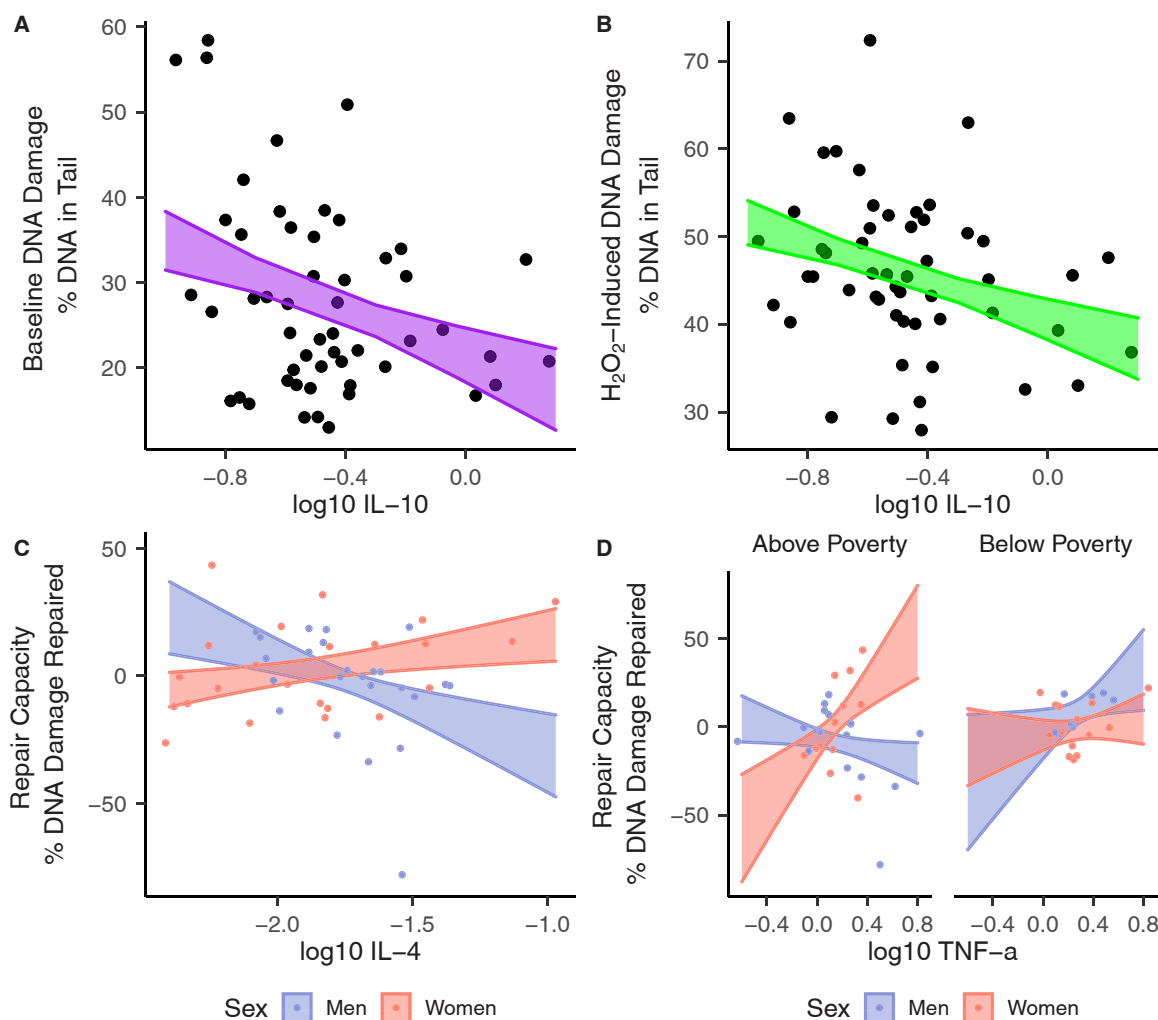 A
Baseline DNA Damage
% DNA in Tail
60
50
40
30
20
−0.8
−0.4
0.0
log10 IL−10
B
H₂O₂−Induced DNA Damage
% DNA in Tail
70
60
50
40
30
−0.8
−0.4
0.0
log10 IL−10
C
Repair Capacity
% DNA Damage Repaired
50
0
−50
−2.0
−1.5
−1.0
log10 IL−4
Sex
Men
Women
D
Above Poverty
Below Poverty
Repair Capacity
% DNA Damage Repaired
50
0
−50
−0.4
0.0
0.4
0.8
−0.4
0.0
0.4
0.8
log10 TNF−a
Sex
Men
Women